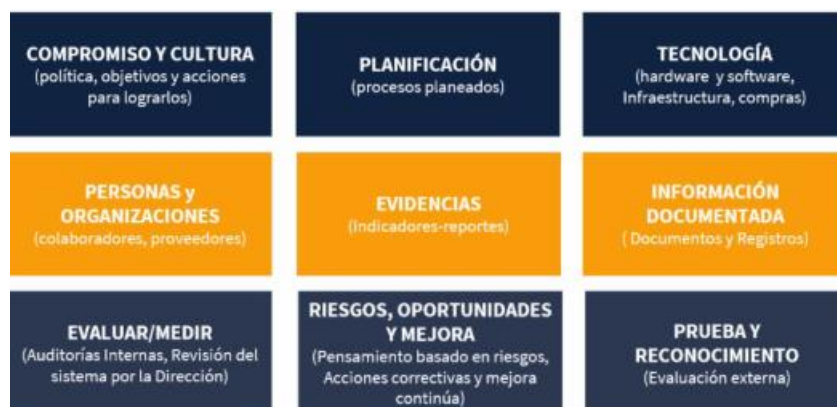 COMPROMISO Y CULTURA
(política, objetivos y acciones
para lograrlos)
PLANIFICACIÓN
(procesos planeados)
TECNOLOGÍA
(hardware y software,
Infraestructura, compras)
PERSONAS y
ORGANIZACIONES
(colaboradores, proveedores)
EVIDENCIAS
(Indicadores-reportes)
INFORMACIÓN
DOCUMENTADA
( Documentos y Registros)
EVALUAR/MEDIR
(Auditorías Internas, Revisión del
sistema por la Dirección)
RIESGOS, OPORTUNIDADES
Y MEJORA
(Pensamiento basado en riesgos,
Acciones correctivas y mejora
continúa)
PRUEBA Y
RECONOCIMIENTO
(Evaluación externa)